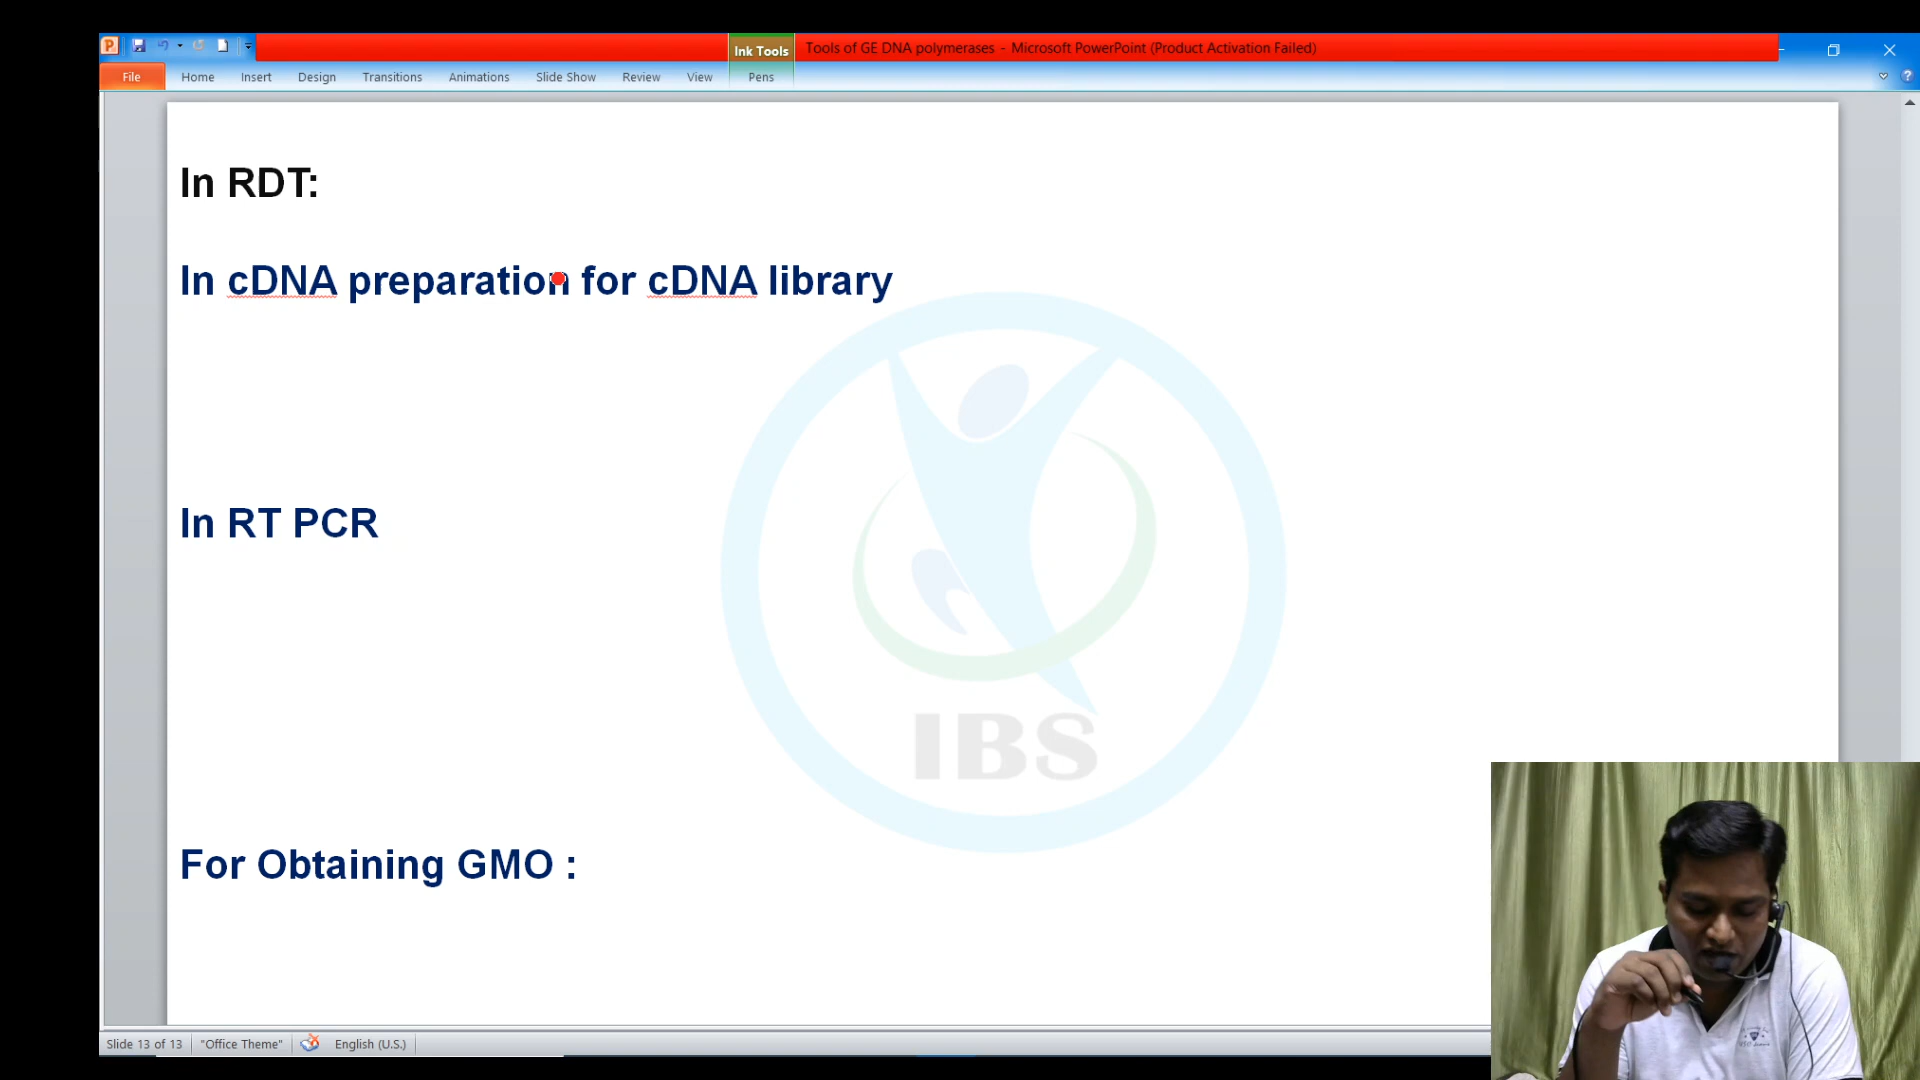 Ink Tools
Tools of GE DNA polymerases - Microsoft PowerPoint (Product Activation Failed)
File Home Insert Design Transitions Animations Slide Show Review View Pens
In RDT:
In cDNA preparation for cDNA library
In RT PCR
IBS
For Obtaining GMO :
Slide 13 of 13 "Office Theme" English (U.S.)